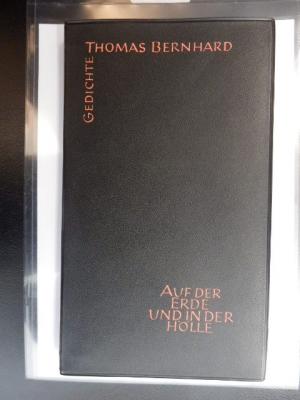 THOMAS BERNHARD
GEDICHTE
AUF DER
ERDE
UND IN DER
HÖLLE